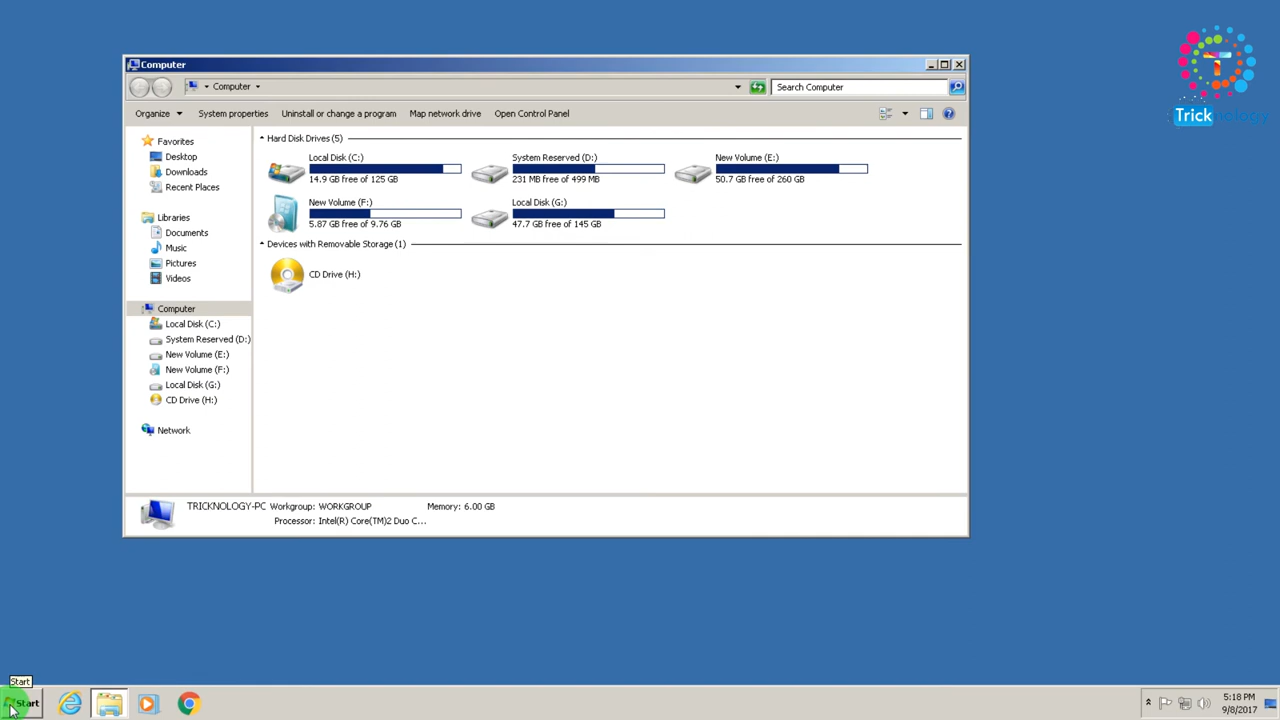 Computer
Computer
Search Computer
Organize
System properties
Uninstall or change a program
Map network drive
Open Control Panel
Favorites
Desktop
Downloads
Recent Places
Libraries
Documents
Music
Pictures
Videos
Computer
Local Disk (C:)
System Reserved (D:)
New Volume (E:)
New Volume (F:)
Local Disk (G:)
CD Drive (H:)
Network
Hard Disk Drives (5)
Local Disk (C:)
14.9 GB free of 125 GB
System Reserved (D:)
231 MB free of 499 MB
New Volume (E:)
50.7 GB free of 260 GB
New Volume (F:)
5.87 GB free of 9.76 GB
Local Disk (G:)
47.7 GB free of 145 GB
Devices with Removable Storage (1)
CD Drive (H:)
TRICKNOLOGY-PC Workgroup: WORKGROUP Memory: 6.00 GB
Processor: Intel(R) Core(TM)2 Duo C...
T
Tricknology
Start
Start
5:18 PM
9/8/2017